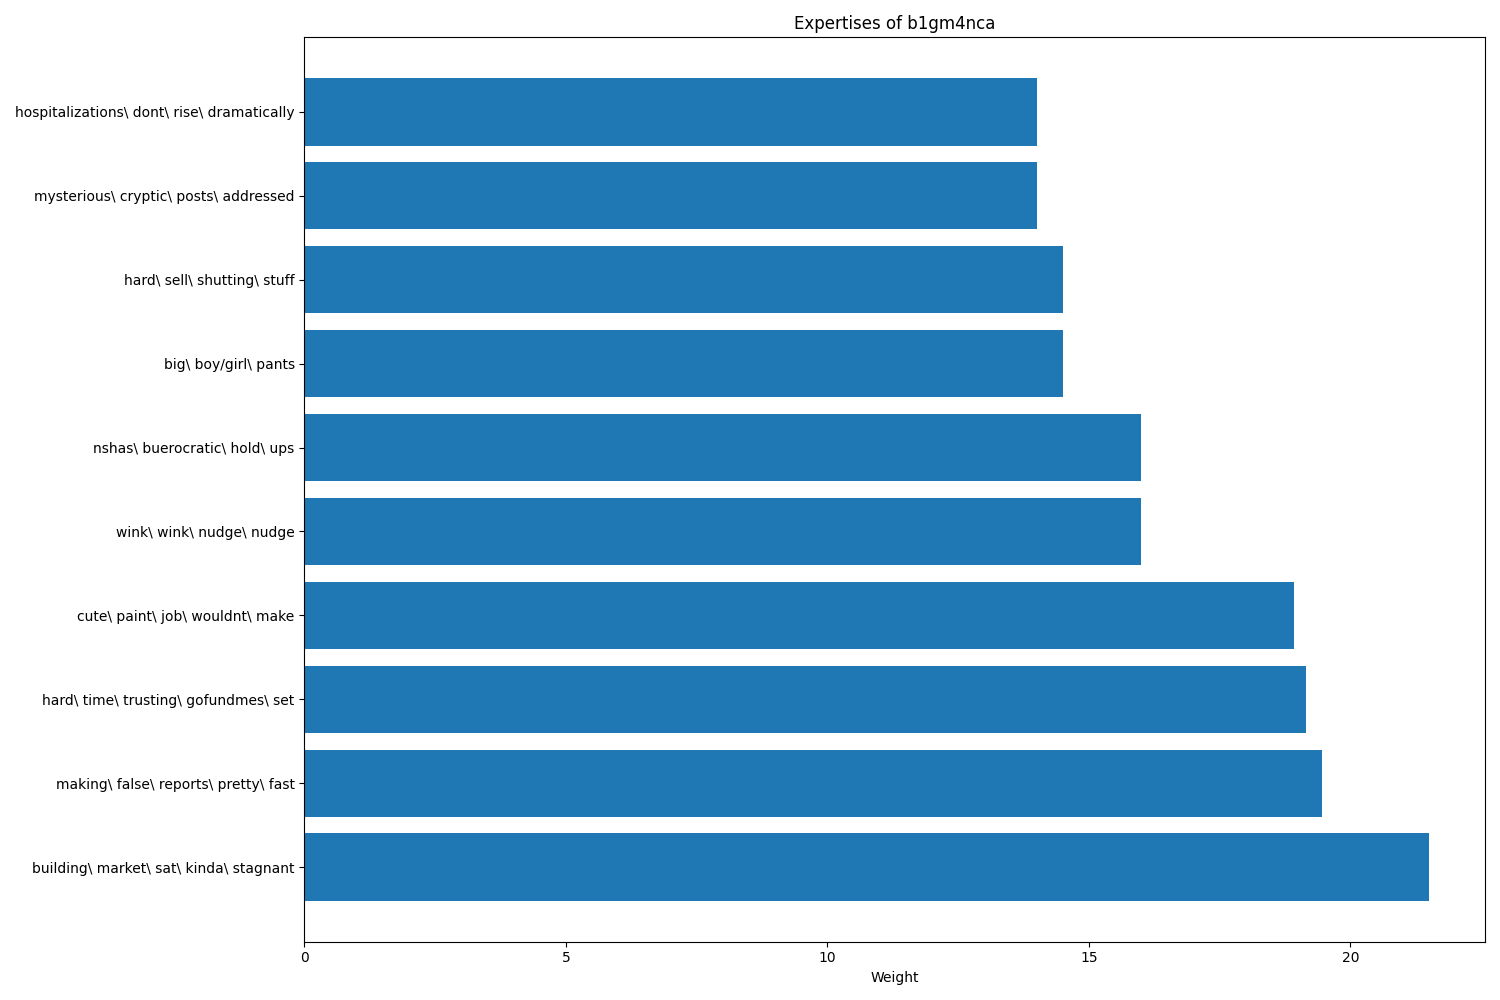 Expertises of b1gm4nca
hospitalizations\ dont\ rise\ dramatically
mysterious\ cryptic\ posts\ addressed
hard\ sell\ shutting\ stuff
big\ boy/girl\ pants
nshas\ buerocratic\ hold\ ups
wink\ wink\ nudge\ nudge
cute\ paint\ job\ wouldnt\ make
hard\ time\ trusting\ gofundmes\ set
making\ false\ reports\ pretty\ fast
building\ market\ sat\ kinda\ stagnant
0 5 10 15 20
Weight